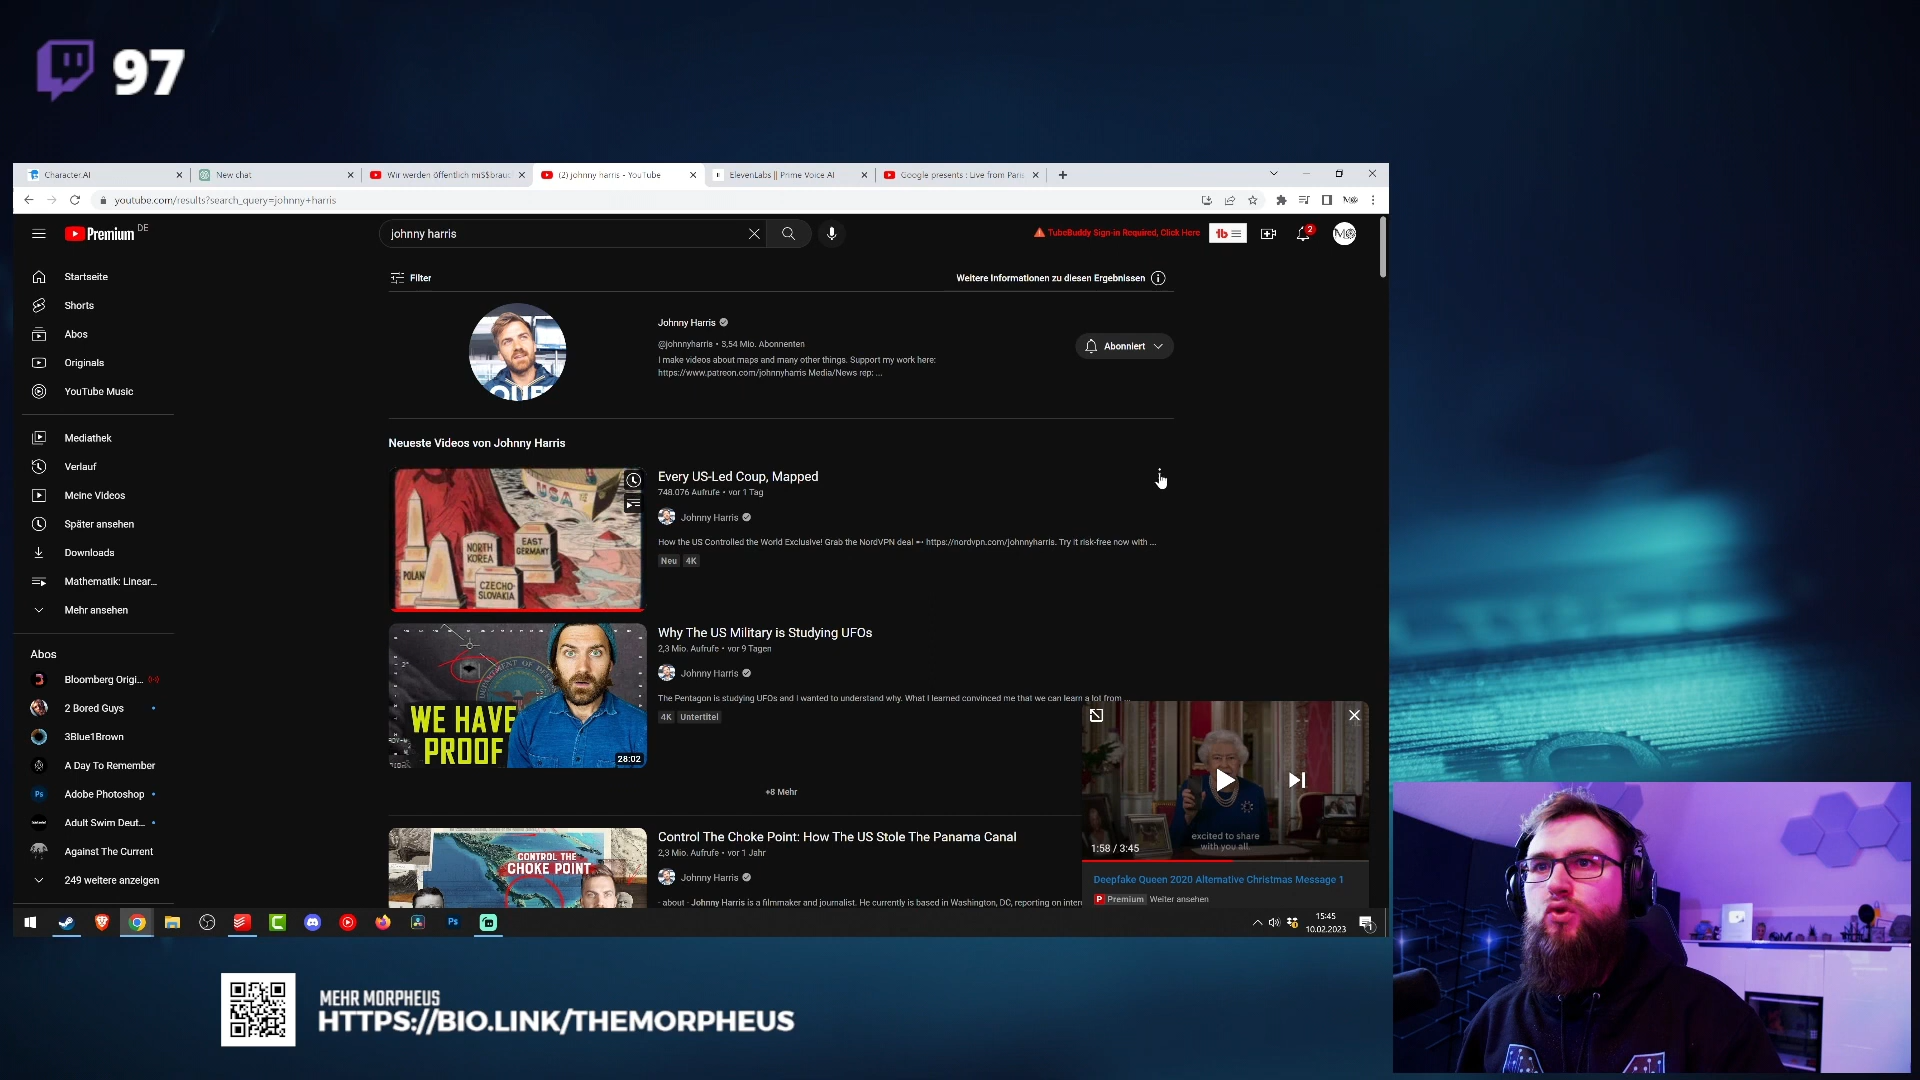 97
Character.AI
New chat
Wir werden öffentlich mi$$brauc
(2) johnny harris - YouTube
ElevenLabs || Prime Voice AI
Google presents : Live from Paris
youtube.com/results?search_query=johnny+harris
Premium DE
johnny harris
TubeBuddy Sign-in Required, Click Here
tb
2
Startseite
Shorts
Abos
Originals
YouTube Music
Mediathek
Verlauf
Meine Videos
Später ansehen
Downloads
Mathematik: Linear...
Mehr ansehen
Abos
Bloomberg Origi...
2 Bored Guys
3Blue1Brown
A Day To Remember
Ps
Adobe Photoshop
Adult Swim Deut...
Against The Current
249 weitere anzeigen
Filter
Weitere Informationen zu diesen Ergebnissen
Johnny Harris
@johnnyharris • 3,54 Mio. Abonnenten
I make videos about maps and many other things. Support my work here:
https://www.patreon.com/johnnyharris Media/News rep: ...
Abonniert
Neueste Videos von Johnny Harris
USA
NORTH KOREA
EAST GERMANY
POLAN
CZECHO-SLOVAKIA
Every US-Led Coup, Mapped
748.076 Aufrufe • vor 1 Tag
Johnny Harris
How the US Controlled the World Exclusive! Grab the NordVPN deal ➼ https://nordvpn.com/johnnyharris. Try it risk-free now with ...
Neu 4K
WE HAVE
PROOF
28:02
Why The US Military is Studying UFOs
2,3 Mio. Aufrufe • vor 9 Tagen
Johnny Harris
The Pentagon is studying UFOs and I wanted to understand why. What I learned convinced me that we can learn a lot from ...
4K Untertitel
+8 Mehr
CONTROL THE
CHOKE POINT
Control The Choke Point: How The US Stole The Panama Canal
2,3 Mio. Aufrufe • vor 1 Jahr
Johnny Harris
- about - Johnny Harris is a filmmaker and journalist. He currently is based in Washington, DC, reporting on inter
excited to share
with you all.
1:58 / 3:45
Deepfake Queen 2020 Alternative Christmas Message 1
P Premium Weiter ansehen
Ps
15:45
10.02.2023
1
MEHR MORPHEUS
HTTPS://BIO.LINK/THEMORPHEUS